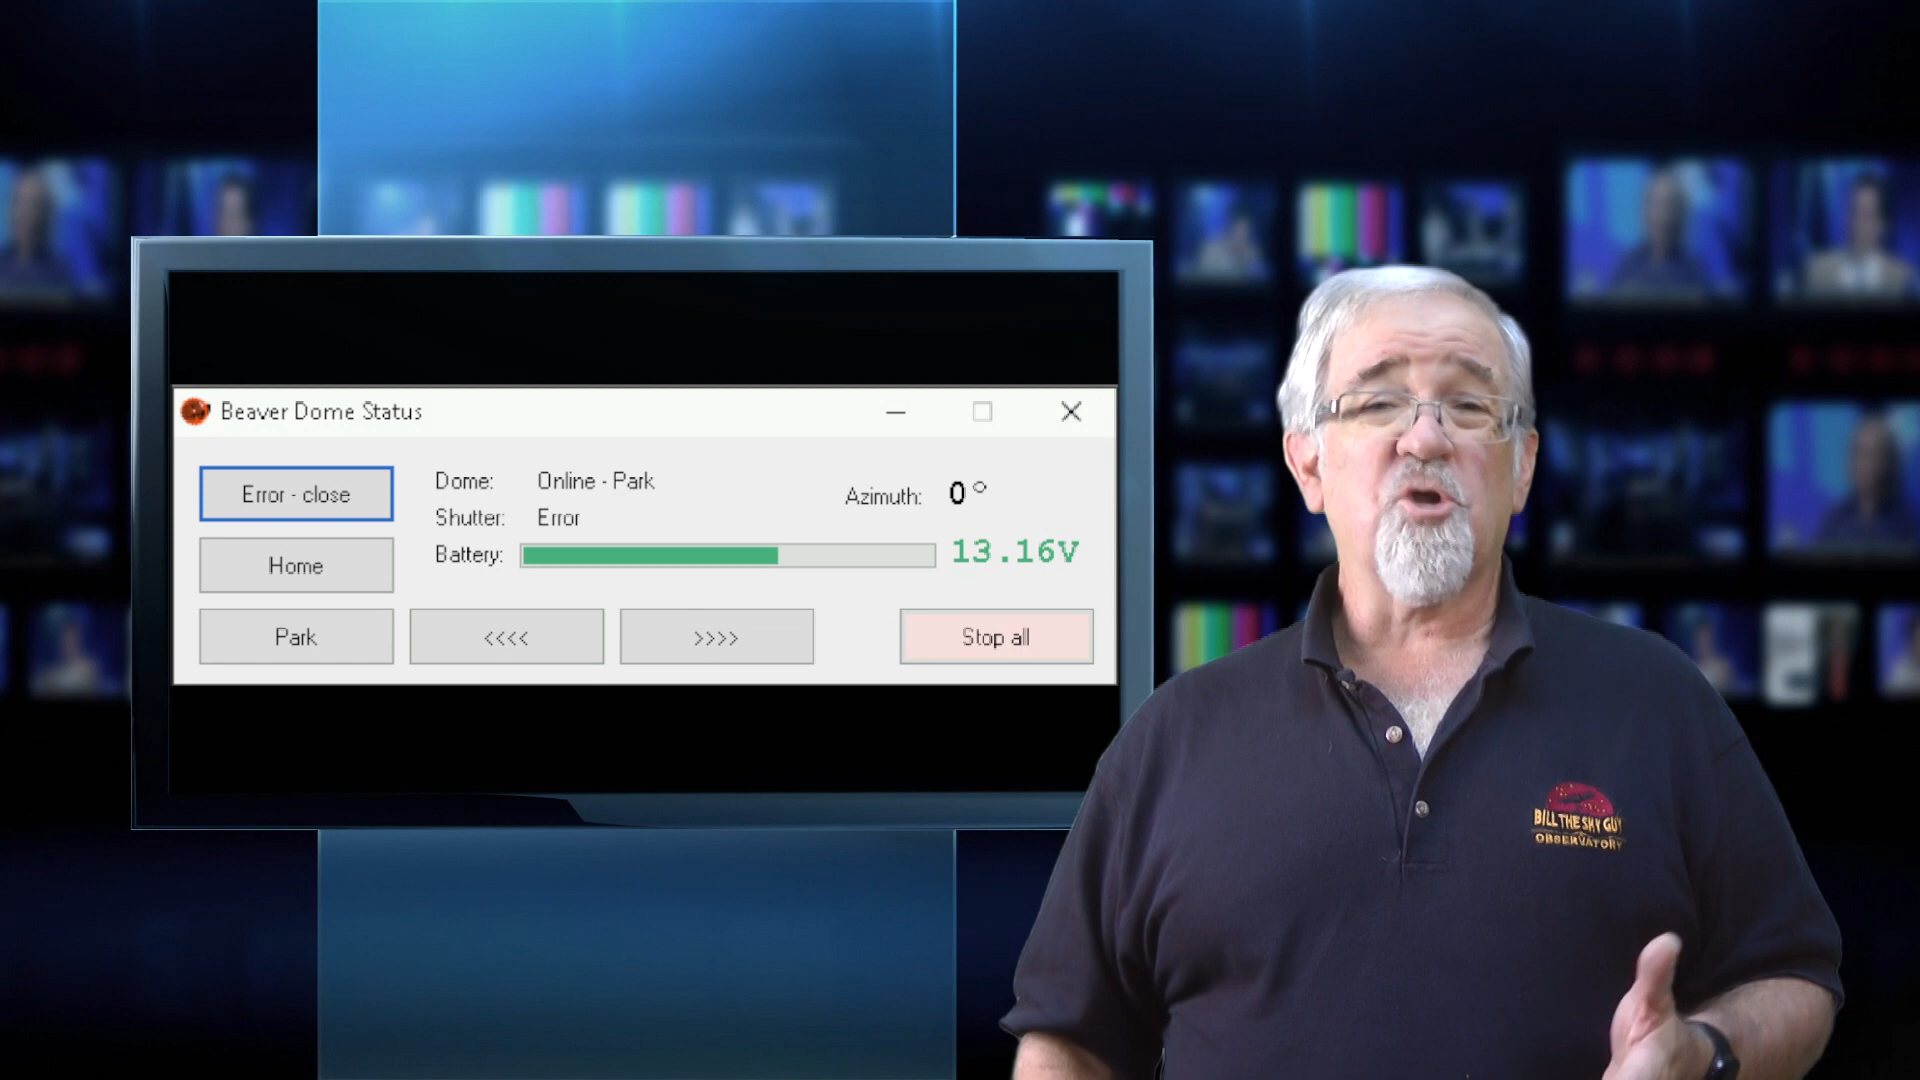 Beaver Dome Status
Error - close
Dome: Online - Park
Azimuth: 0°
Shutter: Error
Home
Battery: 13.16V
Park
<<<<
>>>>
Stop all
BILL THE SKY GUY
OBSERVATORY